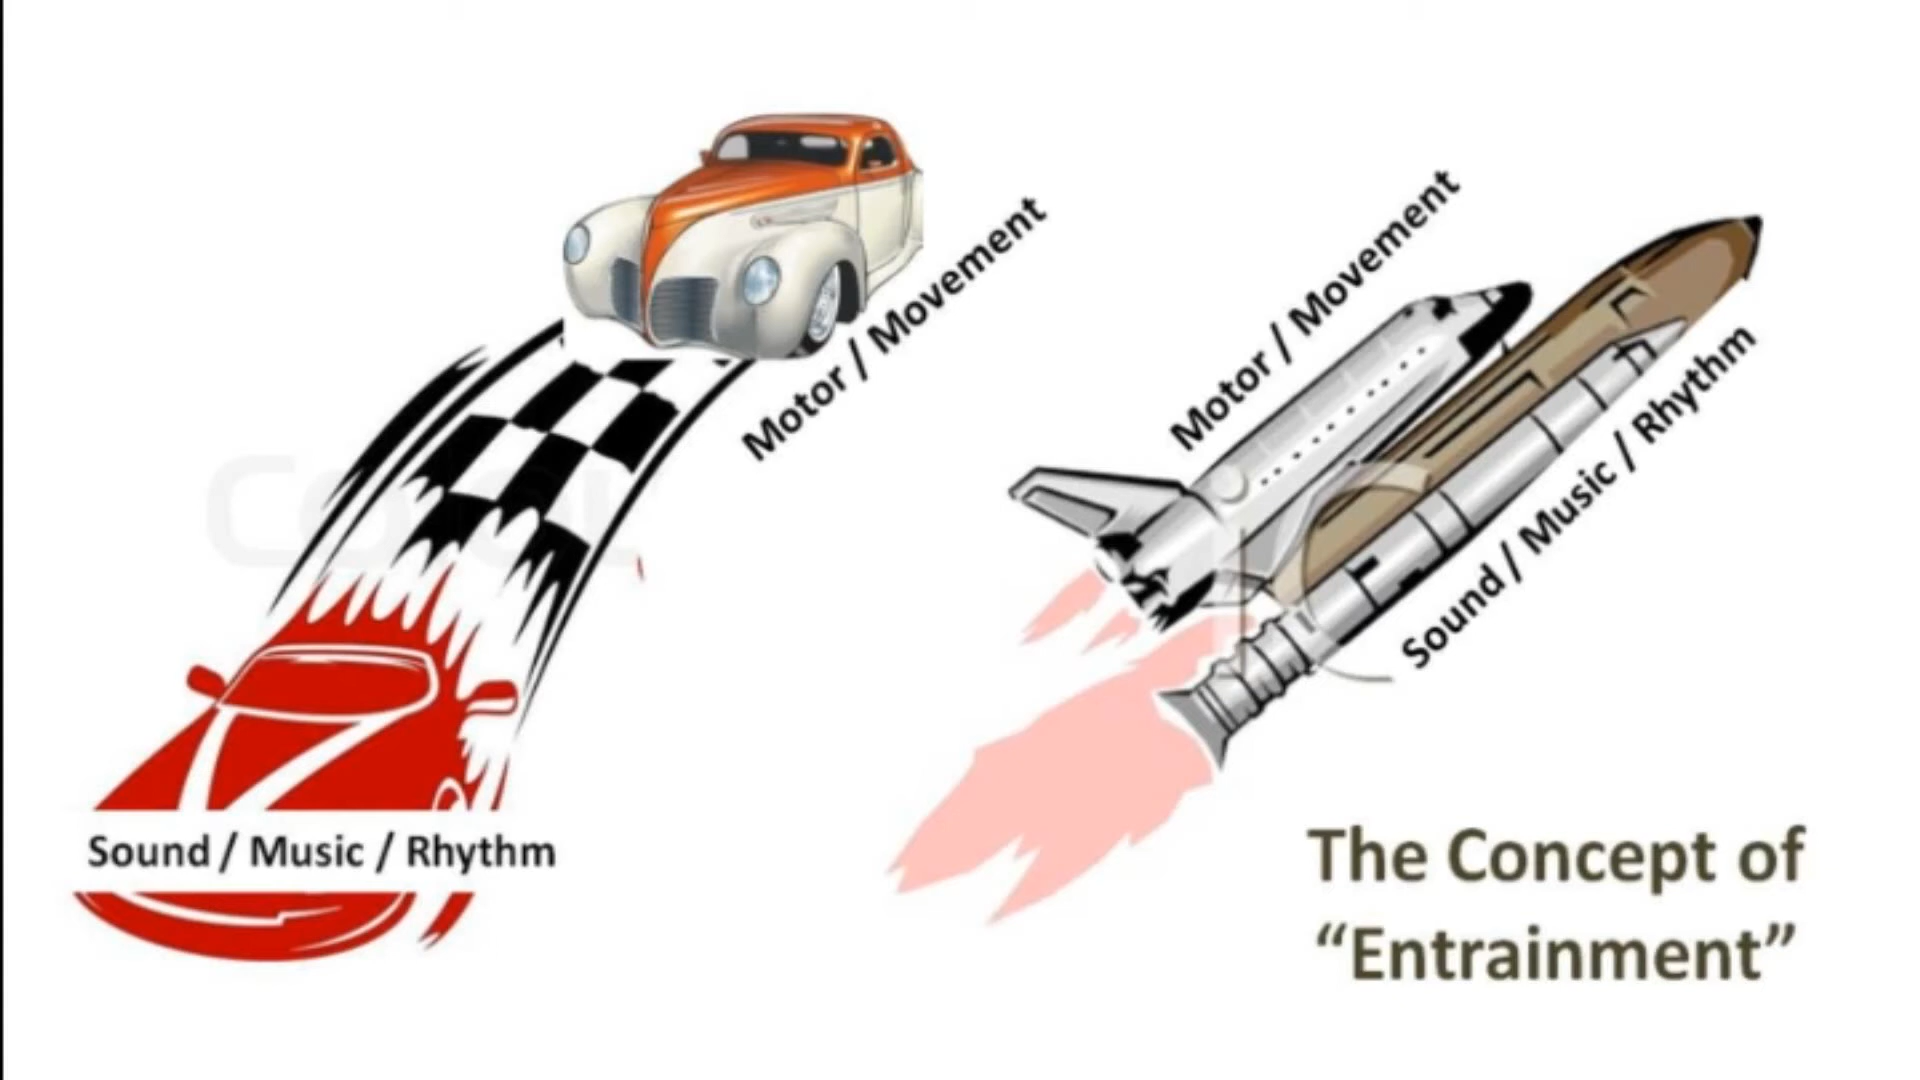 Motor / Movement
Sound / Music / Rhythm
Motor / Movement
Sound / Music / Rhythm
The Concept of
“Entrainment”